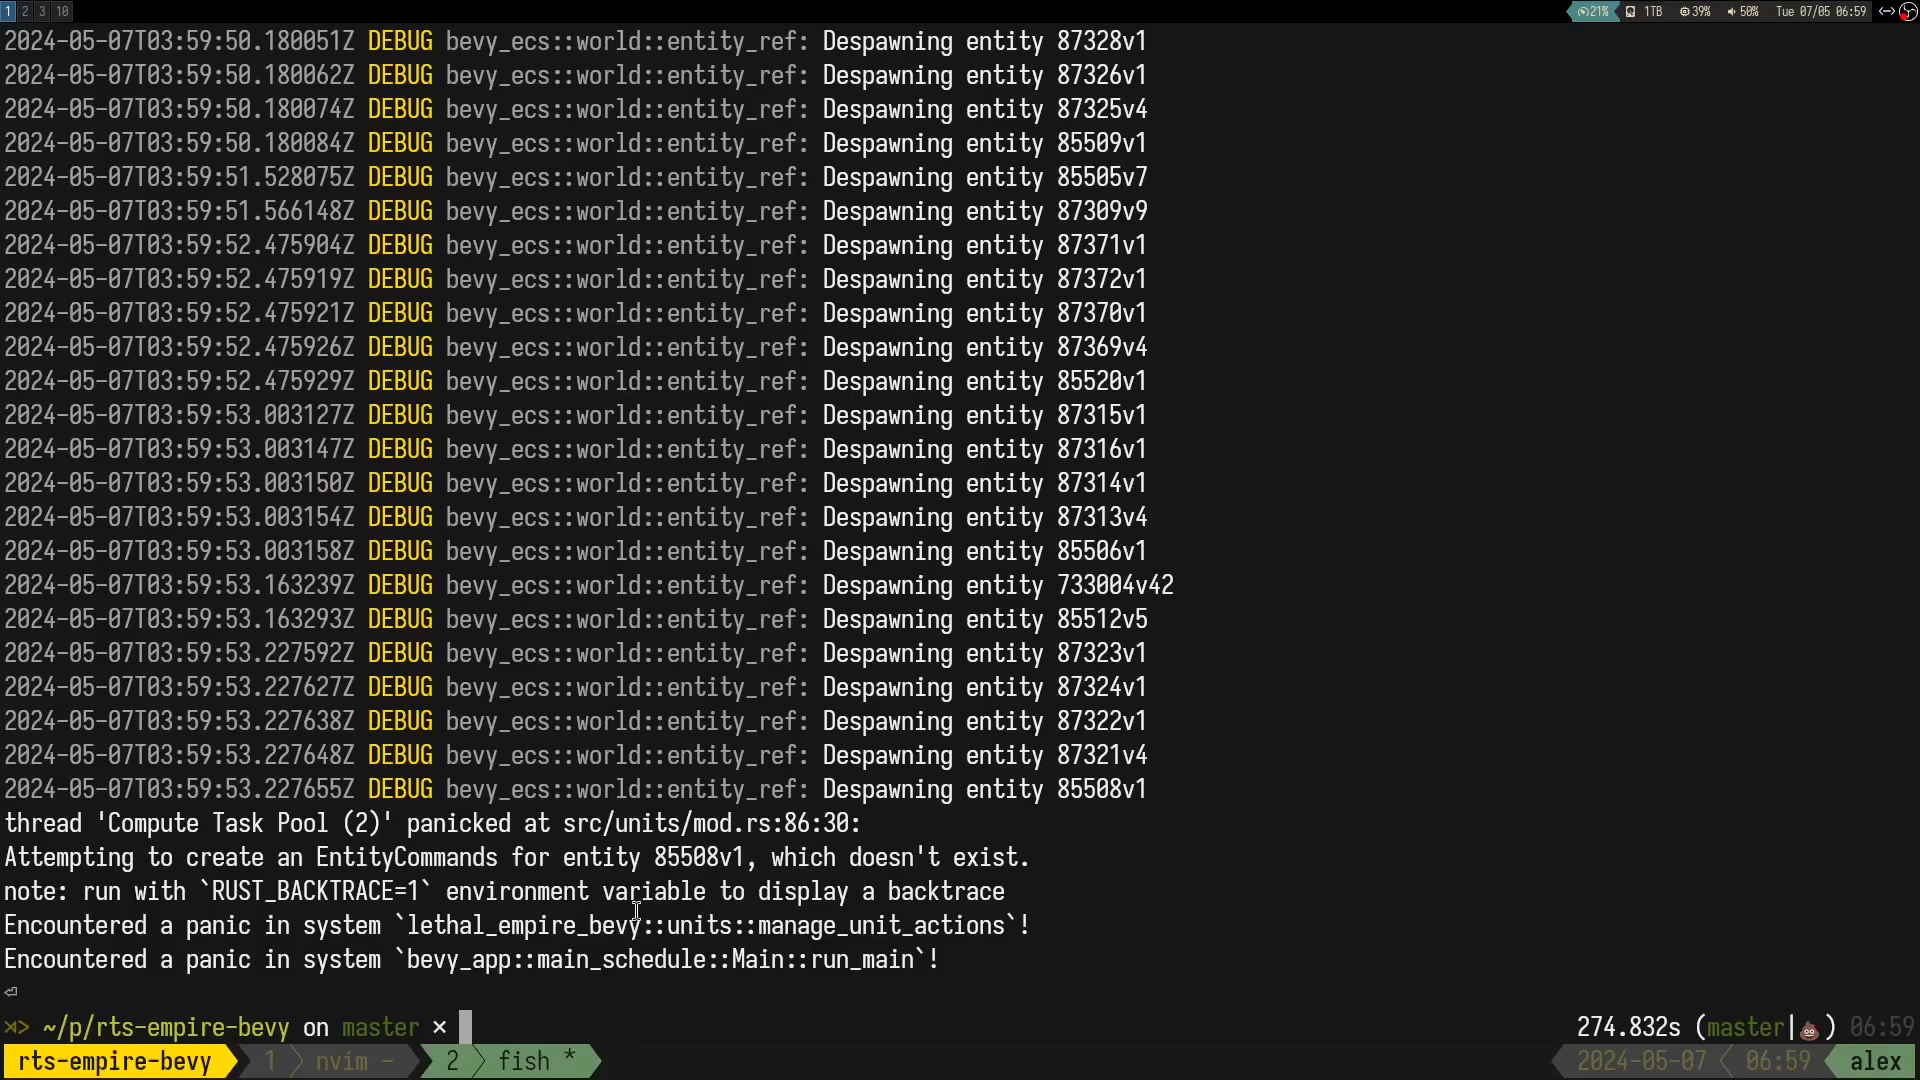 1 2 3 10 21% 1TB 39% 50% Tue 07/05 06:59
2024-05-07T03:59:50.180051Z DEBUG bevy_ecs::world::entity_ref: Despawning entity 87328v1
2024-05-07T03:59:50.180062Z DEBUG bevy_ecs::world::entity_ref: Despawning entity 87326v1
2024-05-07T03:59:50.180074Z DEBUG bevy_ecs::world::entity_ref: Despawning entity 87325v4
2024-05-07T03:59:50.180084Z DEBUG bevy_ecs::world::entity_ref: Despawning entity 85509v1
2024-05-07T03:59:51.528075Z DEBUG bevy_ecs::world::entity_ref: Despawning entity 85505v7
2024-05-07T03:59:51.566148Z DEBUG bevy_ecs::world::entity_ref: Despawning entity 87309v9
2024-05-07T03:59:52.475904Z DEBUG bevy_ecs::world::entity_ref: Despawning entity 87371v1
2024-05-07T03:59:52.475919Z DEBUG bevy_ecs::world::entity_ref: Despawning entity 87372v1
2024-05-07T03:59:52.475921Z DEBUG bevy_ecs::world::entity_ref: Despawning entity 87370v1
2024-05-07T03:59:52.475926Z DEBUG bevy_ecs::world::entity_ref: Despawning entity 87369v4
2024-05-07T03:59:52.475929Z DEBUG bevy_ecs::world::entity_ref: Despawning entity 85520v1
2024-05-07T03:59:53.003127Z DEBUG bevy_ecs::world::entity_ref: Despawning entity 87315v1
2024-05-07T03:59:53.003147Z DEBUG bevy_ecs::world::entity_ref: Despawning entity 87316v1
2024-05-07T03:59:53.003150Z DEBUG bevy_ecs::world::entity_ref: Despawning entity 87314v1
2024-05-07T03:59:53.003154Z DEBUG bevy_ecs::world::entity_ref: Despawning entity 87313v4
2024-05-07T03:59:53.003158Z DEBUG bevy_ecs::world::entity_ref: Despawning entity 85506v1
2024-05-07T03:59:53.163239Z DEBUG bevy_ecs::world::entity_ref: Despawning entity 733004v42
2024-05-07T03:59:53.163293Z DEBUG bevy_ecs::world::entity_ref: Despawning entity 85512v5
2024-05-07T03:59:53.227592Z DEBUG bevy_ecs::world::entity_ref: Despawning entity 87323v1
2024-05-07T03:59:53.227627Z DEBUG bevy_ecs::world::entity_ref: Despawning entity 87324v1
2024-05-07T03:59:53.227638Z DEBUG bevy_ecs::world::entity_ref: Despawning entity 87322v1
2024-05-07T03:59:53.227648Z DEBUG bevy_ecs::world::entity_ref: Despawning entity 87321v4
2024-05-07T03:59:53.227655Z DEBUG bevy_ecs::world::entity_ref: Despawning entity 85508v1
thread 'Compute Task Pool (2)' panicked at src/units/mod.rs:86:30:
Attempting to create an EntityCommands for entity 85508v1, which doesn't exist.
note: run with `RUST_BACKTRACE=1` environment variable to display a backtrace
Encountered a panic in system `lethal_empire_bevy::units::manage_unit_actions`!
Encountered a panic in system `bevy_app::main_schedule::Main::run_main`!
⏎
⋊> ~/p/rts-empire-bevy on master ⨯ 274.832s (master|💩) 06:59
rts-empire-bevy 1 nvim - 2 fish * 2024-05-07 06:59 alex